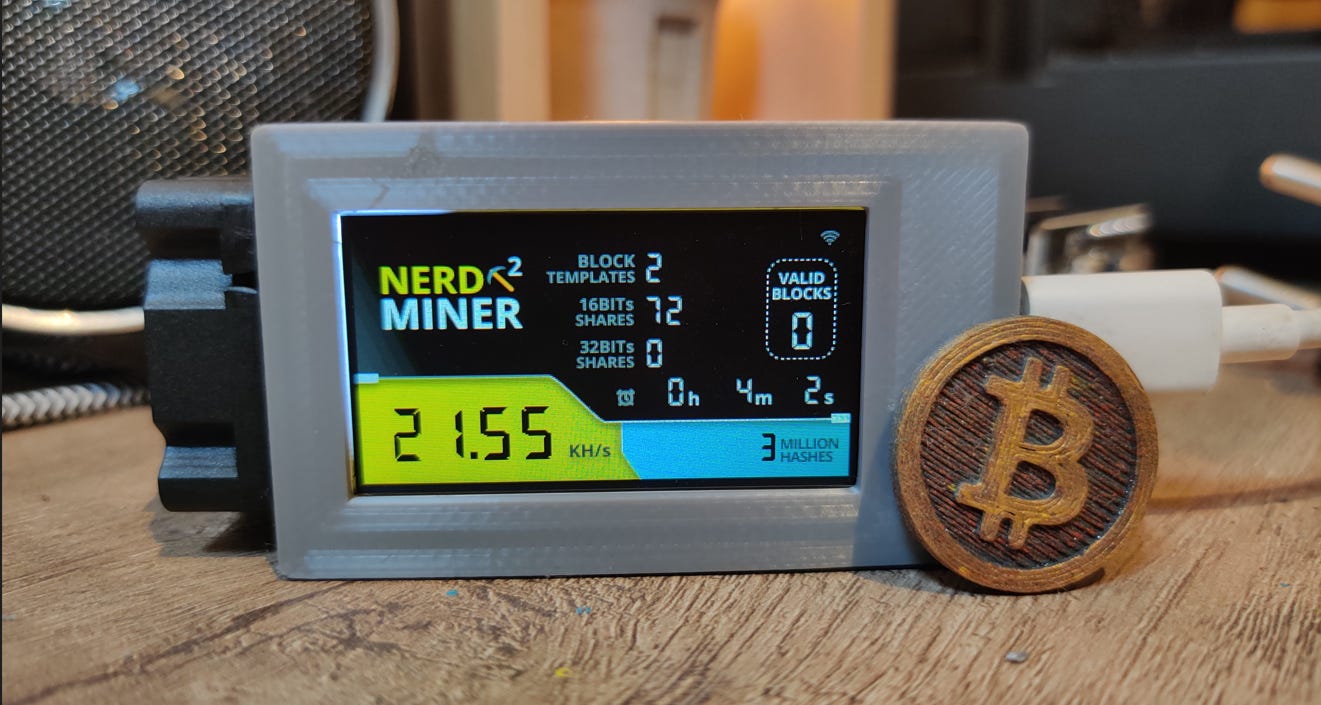 NERD 2
MINER
BLOCK
TEMPLATES 2
16BITs
SHARES 72
32BITs
SHARES 0
VALID
BLOCKS
0
0h 4m 2s
21.55 KH/s
3 MILLION
HASHES